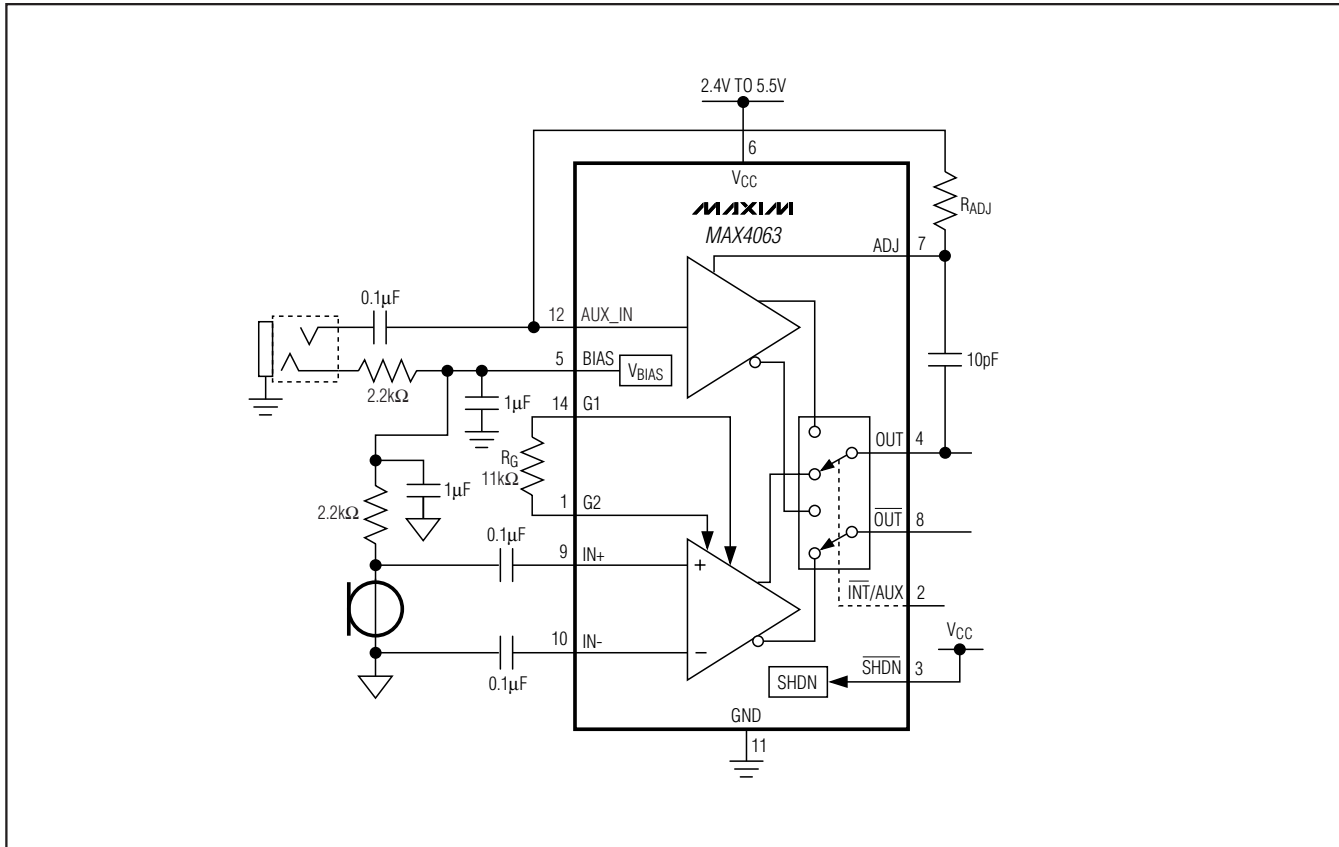 2.4V TO 5.5V
6
VCC
MAXIM
MAX4063
RADJ
ADJ 7
0.1µF
12 AUX_IN
5 BIAS
VBIAS
10pF
2.2kΩ
1µF
14 G1
OUT 4
RG
11kΩ
1µF
1 G2
2.2kΩ
OUT 8
0.1µF
9 IN+
+
INT/AUX 2
10 IN-
−
VCC
0.1µF
SHDN
SHDN 3
GND
11